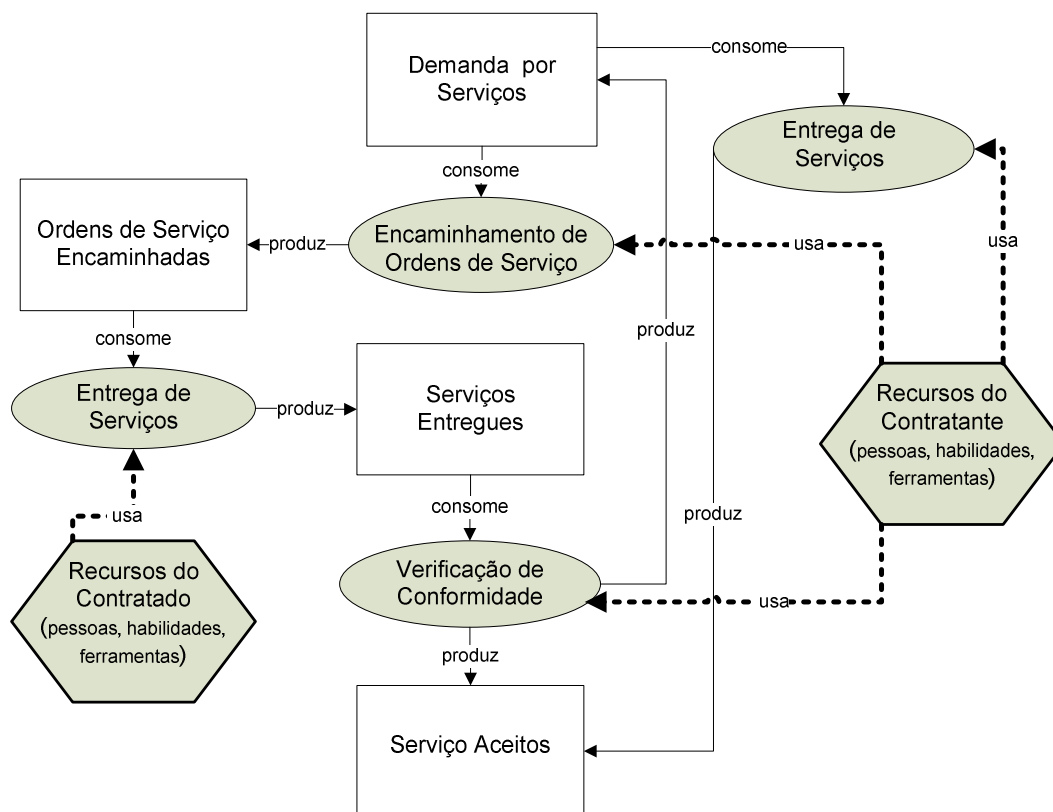 Demanda por
Serviços
consome
Entrega de
Serviços
consome
Ordens de Serviço
Encaminhadas
produz
Encaminhamento de
Ordens de Serviço
usa
usa
consome
produz
Entrega de
Serviços
produz
Serviços
Entregues
Recursos do
Contratante
(pessoas, habilidades,
ferramentas)
usa
consome
produz
Recursos do
Contratado
(pessoas, habilidades,
ferramentas)
Verificação de
Conformidade
usa
produz
Serviço Aceitos